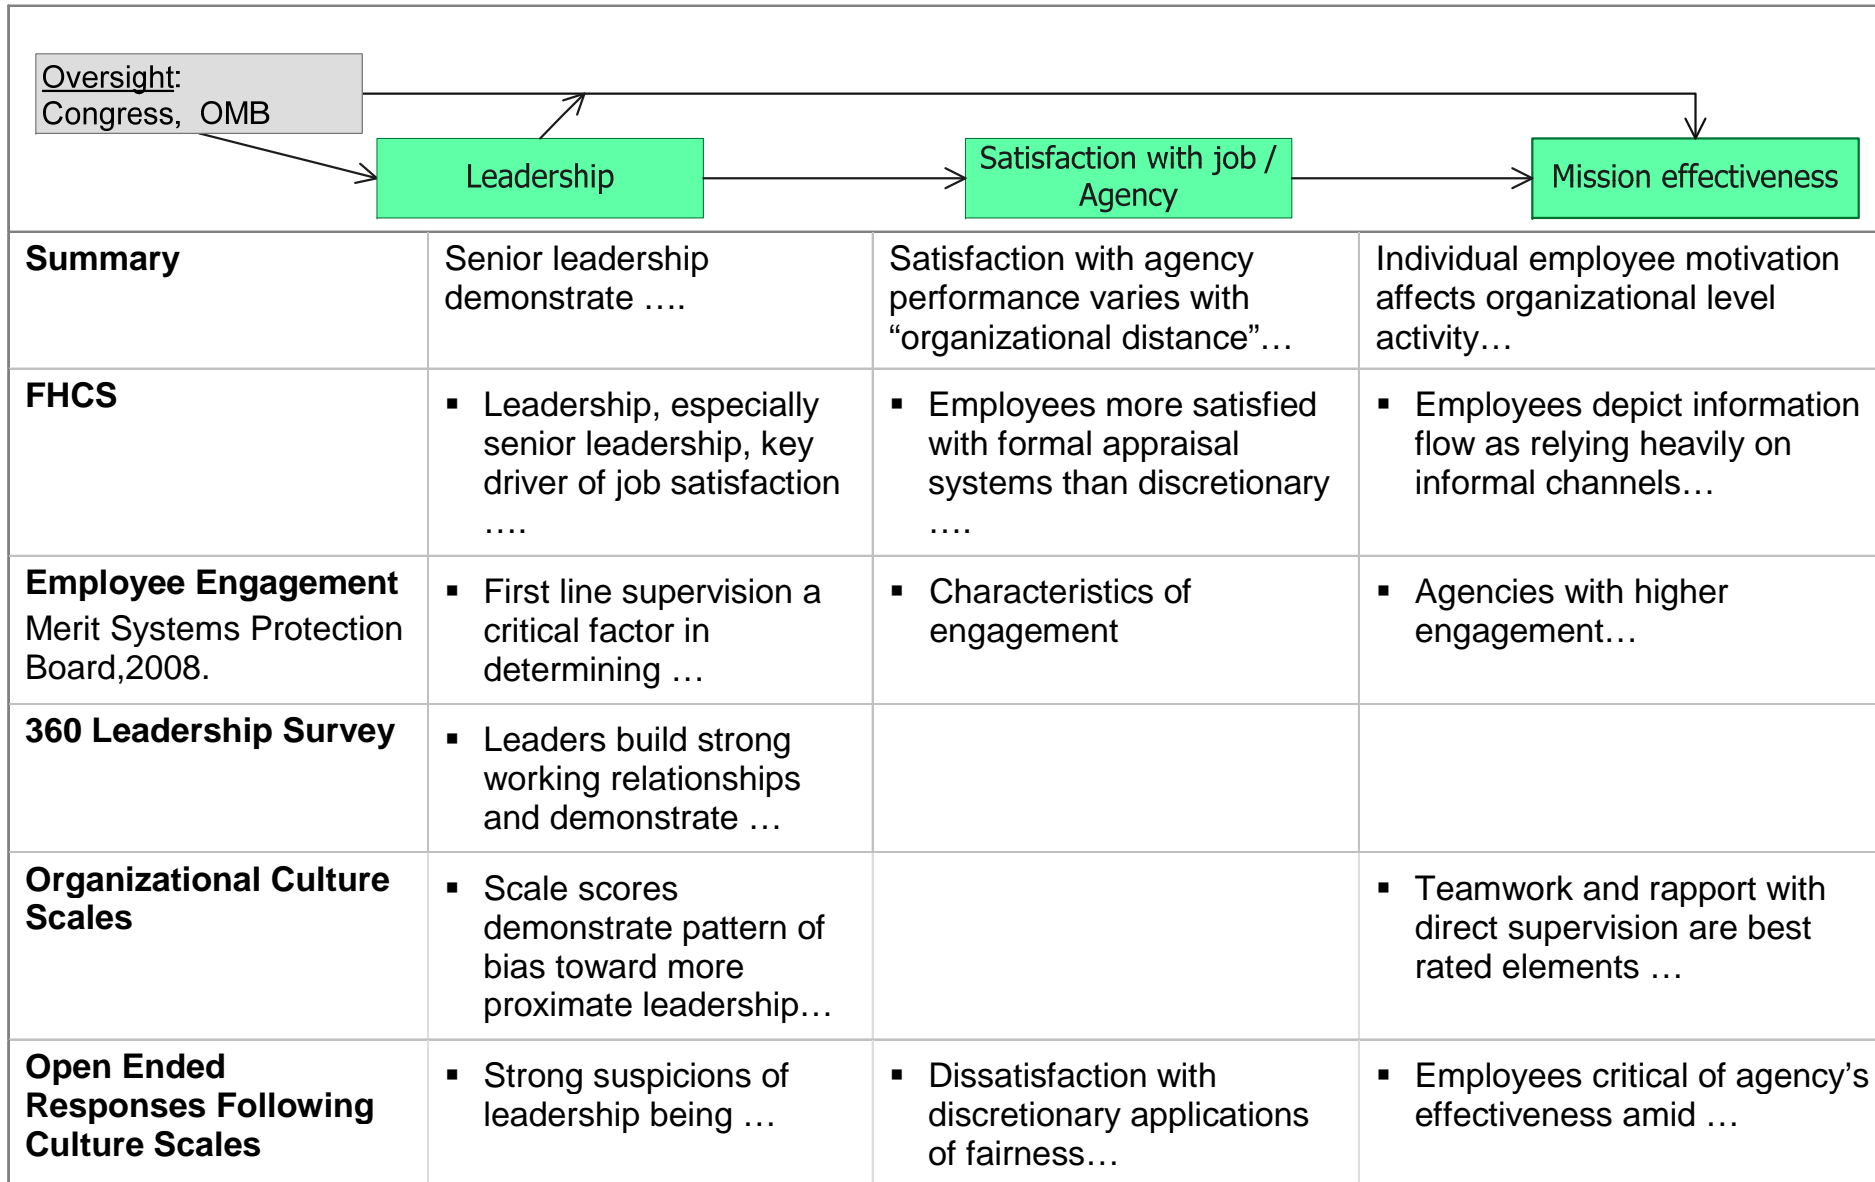 Oversight:
Congress, OMB
Leadership
Satisfaction with job /
Agency
Mission effectiveness
Summary
Senior leadership
demonstrate ….
Satisfaction with agency
performance varies with
“organizational distance”…
Individual employee motivation
affects organizational level
activity…
FHCS
▪ Leadership, especially
senior leadership, key
driver of job satisfaction
….
▪ Employees more satisfied
with formal appraisal
systems than discretionary
….
▪ Employees depict information
flow as relying heavily on
informal channels…
Employee Engagement
Merit Systems Protection
Board,2008.
▪ First line supervision a
critical factor in
determining …
▪ Characteristics of
engagement
▪ Agencies with higher
engagement…
360 Leadership Survey
▪ Leaders build strong
working relationships
and demonstrate …
Organizational Culture
Scales
▪ Scale scores
demonstrate pattern of
bias toward more
proximate leadership…
▪ Teamwork and rapport with
direct supervision are best
rated elements …
Open Ended
Responses Following
Culture Scales
▪ Strong suspicions of
leadership being …
▪ Dissatisfaction with
discretionary applications
of fairness…
▪ Employees critical of agency’s
effectiveness amid …